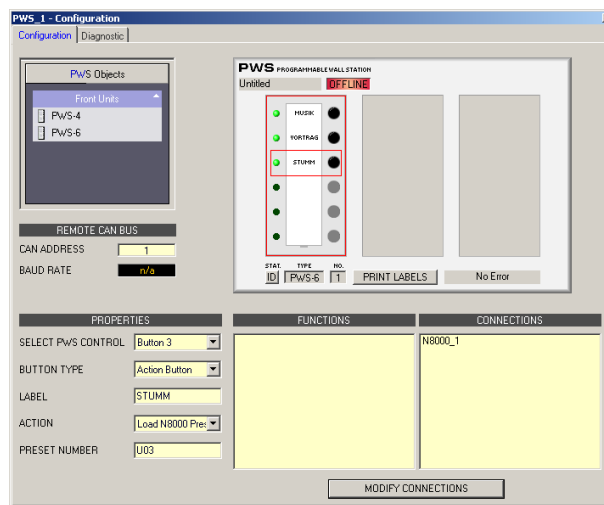 PWS_1 - Configuration
Configuration Diagnostic
PWS Objects
Front Units
PWS-4
PWS-6
REMOTE CAN BUS
CAN ADDRESS 1
BAUD RATE n/a
PWS PROGRAMMABLE WALL STATION
Untitled OFFLINE
MUSIK
VORTRAG
STUMM
STAT. TYPE NO.
ID PWS-6 1 PRINT LABELS No Error
PROPERTIES
SELECT PWS CONTROL Button 3
BUTTON TYPE Action Button
LABEL STUMM
ACTION Load N8000 Pres
PRESET NUMBER U03
FUNCTIONS
CONNECTIONS
N8000_1
MODIFY CONNECTIONS